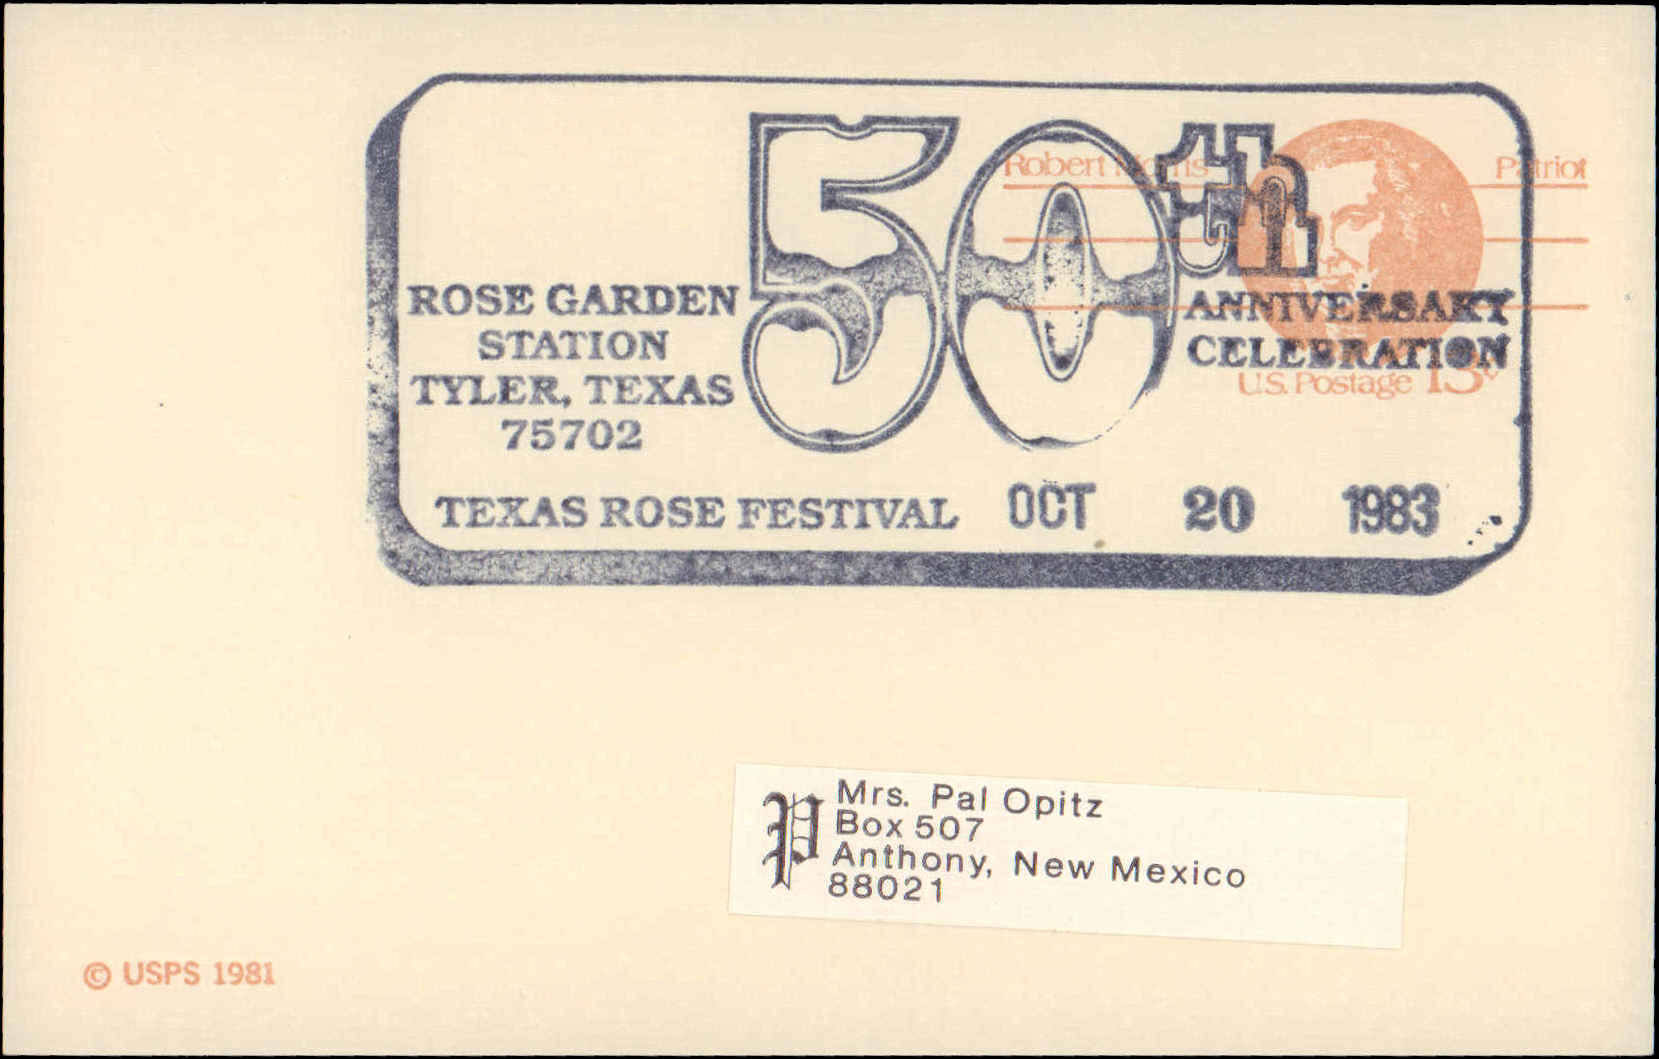 50th
Robert Morris Patriot
ROSE GARDEN
STATION
TYLER, TEXAS
75702
ANNIVERSARY
CELEBRATION
U.S. Postage 13c
TEXAS ROSE FESTIVAL OCT 20 1983
P
Mrs. Pal Opitz
Box 507
Anthony, New Mexico
88021
© USPS 1981